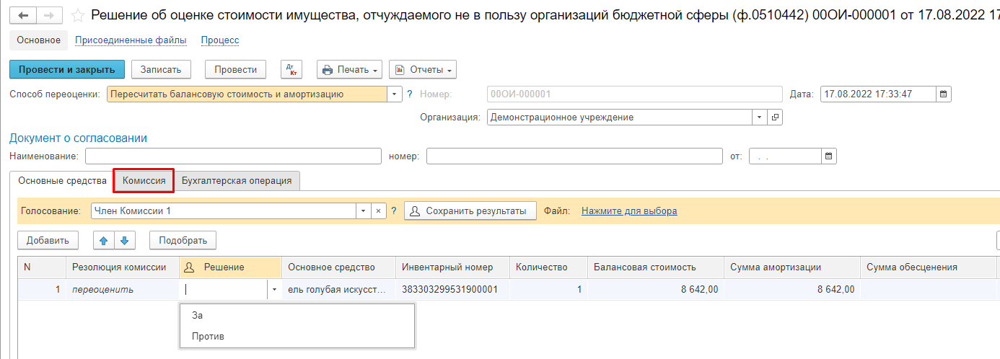 Решение об оценке стоимости имущества, отчуждаемого не в пользу организаций бюджетной сферы (ф.0510442) 00ОИ-000001 от 17.08.2022 17
Основное Присоединенные файлы Процесс
Провести и закрыть Записать Провести Дт Кт Печать Отчеты
Способ переоценки: Пересчитать балансовую стоимость и амортизацию ? Номер: 00ОИ-000001 Дата: 17.08.2022 17:33:47
Организация: Демонстрационное учреждение
Документ о согласовании
Наименование: номер: от: . .
Основные средства Комиссия Бухгалтерская операция
Голосование: Член Комиссии 1 × ? Сохранить результаты Файл: Нажмите для выбора
Добавить Подобрать
N Резолюция комиссии Решение Основное средство Инвентарный номер Количество Балансовая стоимость Сумма амортизации Сумма обесценения
1 переоценить ель голубая искусст... 383303299531900001 1 8 642,00 8 642,00
За
Против